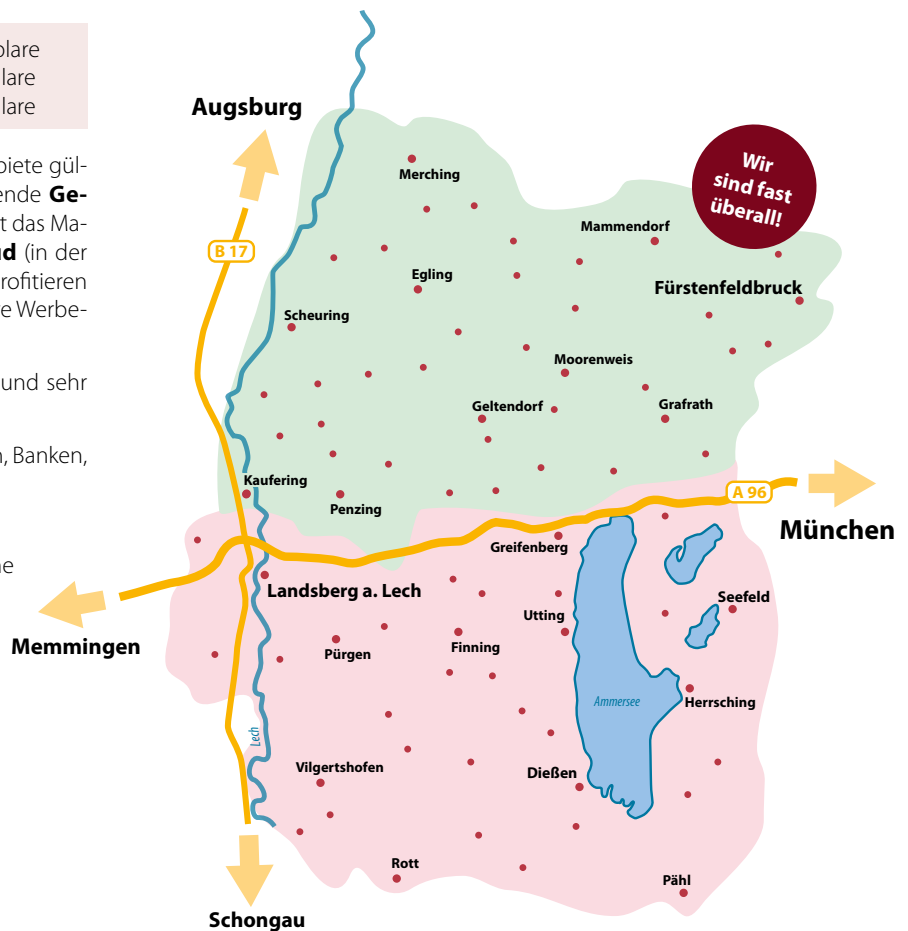 plare
lare
lare
biete gül-
ende Ge-
t das Ma-
ud (in der
rofitieren
re Werbe-
und sehr
n, Banken,
ne
Augsburg
Wir
sind fast
überall!
Merching
Mammendorf
B 17
Egling
Fürstenfeldbruck
Scheuring
Moorenweis
Geltendorf
Grafrath
Kaufering
Penzing
A 96
München
Greifenberg
Landsberg a. Lech
Seefeld
Utting
Memmingen
Pürgen
Finning
Ammersee
Herrsching
Lech
Vilgertshofen
Dießen
Rott
Pähl
Schongau